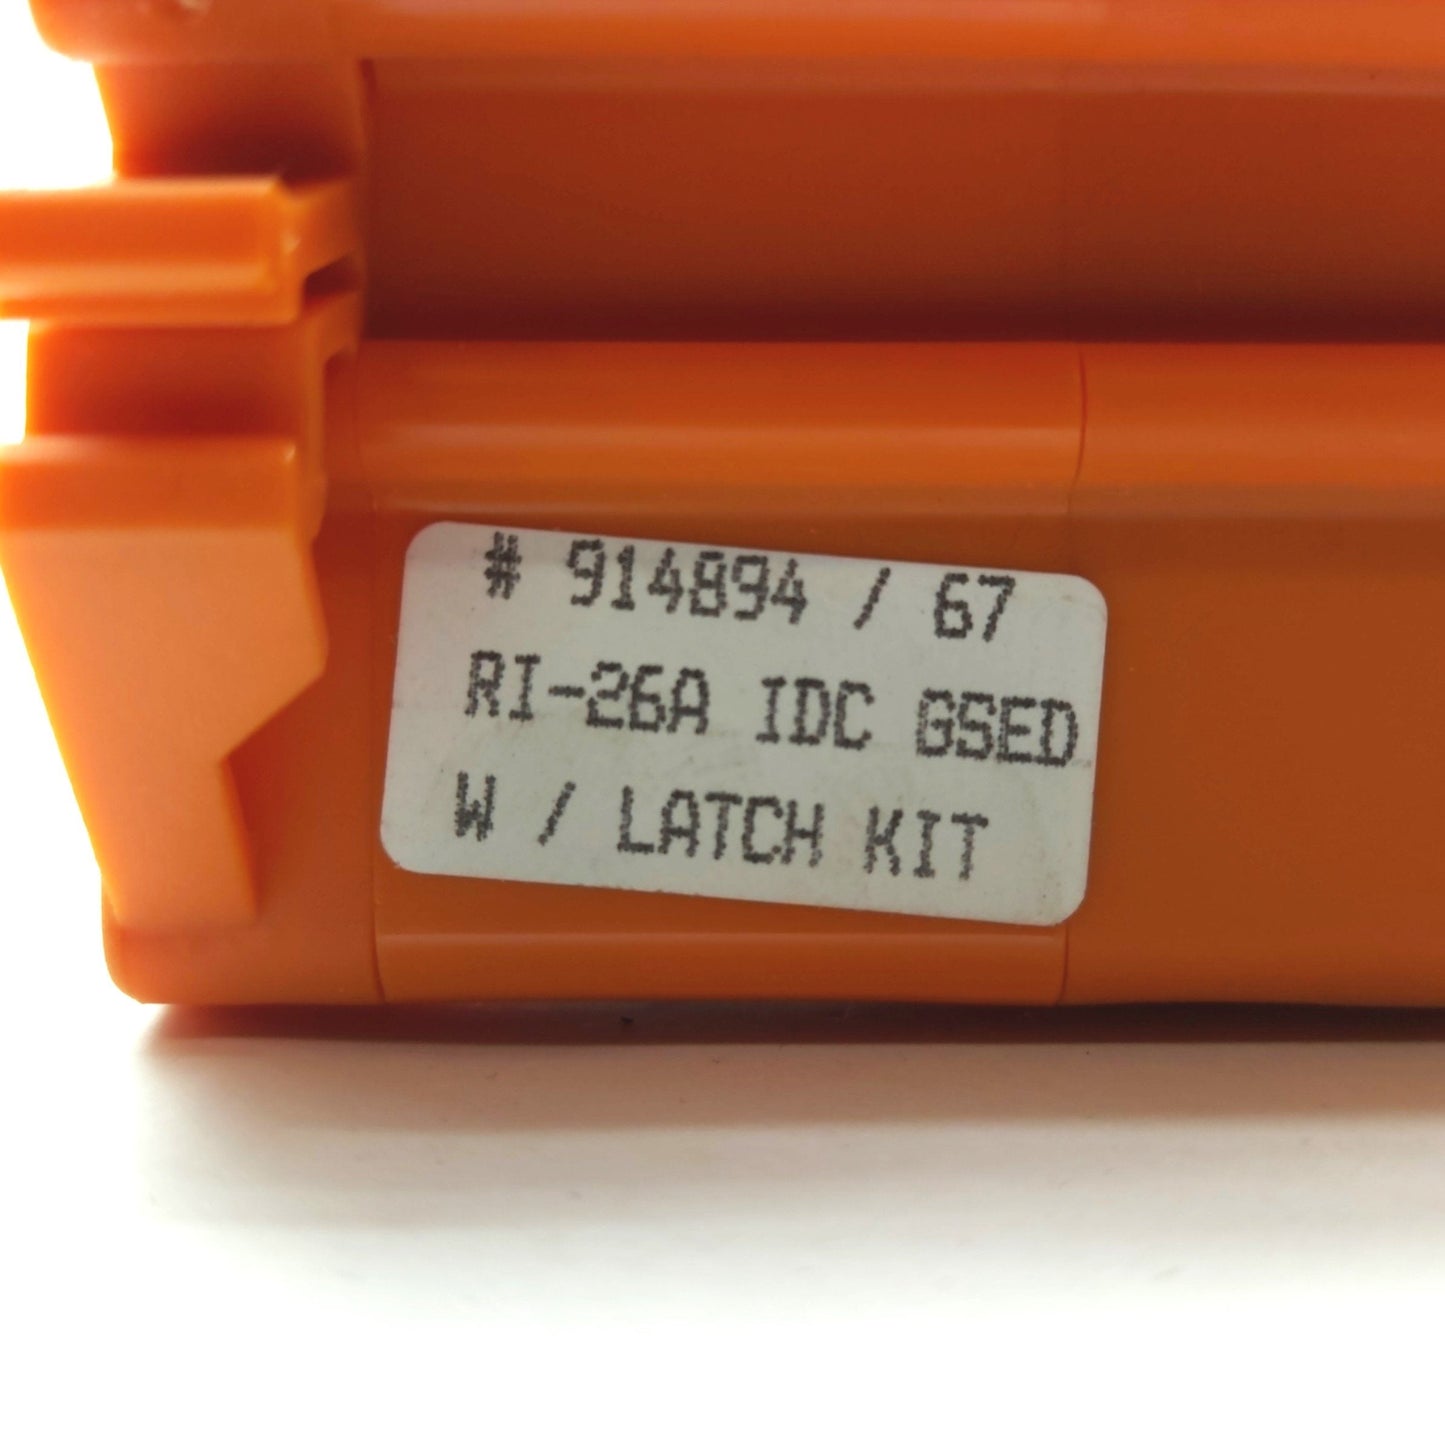 # 914894 / 67
RI-26A IDC GSED
W / LATCH KIT